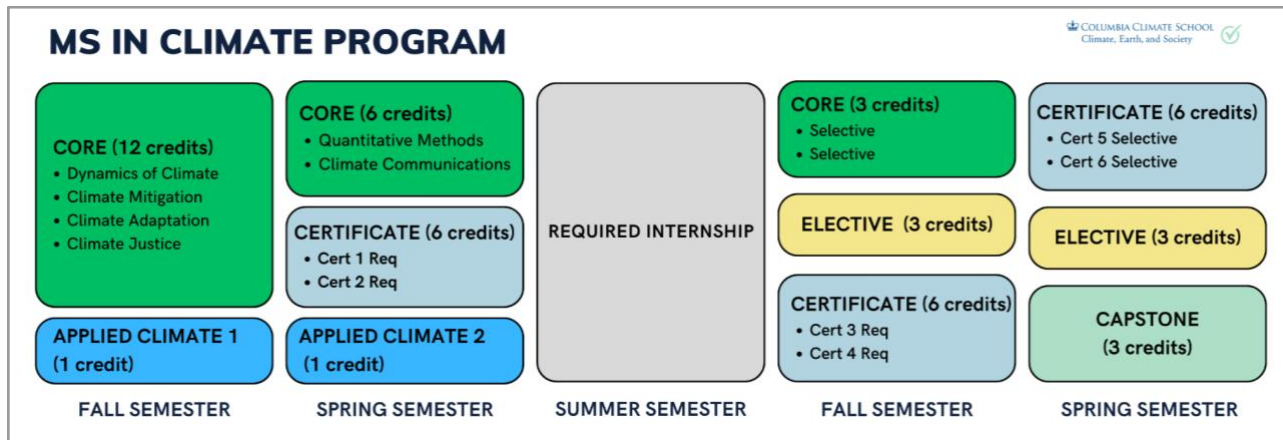 MS IN CLIMATE PROGRAM
COLUMBIA CLIMATE SCHOOL
Climate, Earth, and Society
CORE (12 credits)
• Dynamics of Climate
• Climate Mitigation
• Climate Adaptation
• Climate Justice
APPLIED CLIMATE 1
(1 credit)
FALL SEMESTER
CORE (6 credits)
• Quantitative Methods
• Climate Communications
CERTIFICATE (6 credits)
• Cert 1 Req
• Cert 2 Req
APPLIED CLIMATE 2
(1 credit)
SPRING SEMESTER
REQUIRED INTERNSHIP
SUMMER SEMESTER
CORE (3 credits)
• Selective
• Selective
ELECTIVE (3 credits)
CERTIFICATE (6 credits)
• Cert 3 Req
• Cert 4 Req
FALL SEMESTER
CERTIFICATE (6 credits)
• Cert 5 Selective
• Cert 6 Selective
ELECTIVE (3 credits)
CAPSTONE
(3 credits)
SPRING SEMESTER